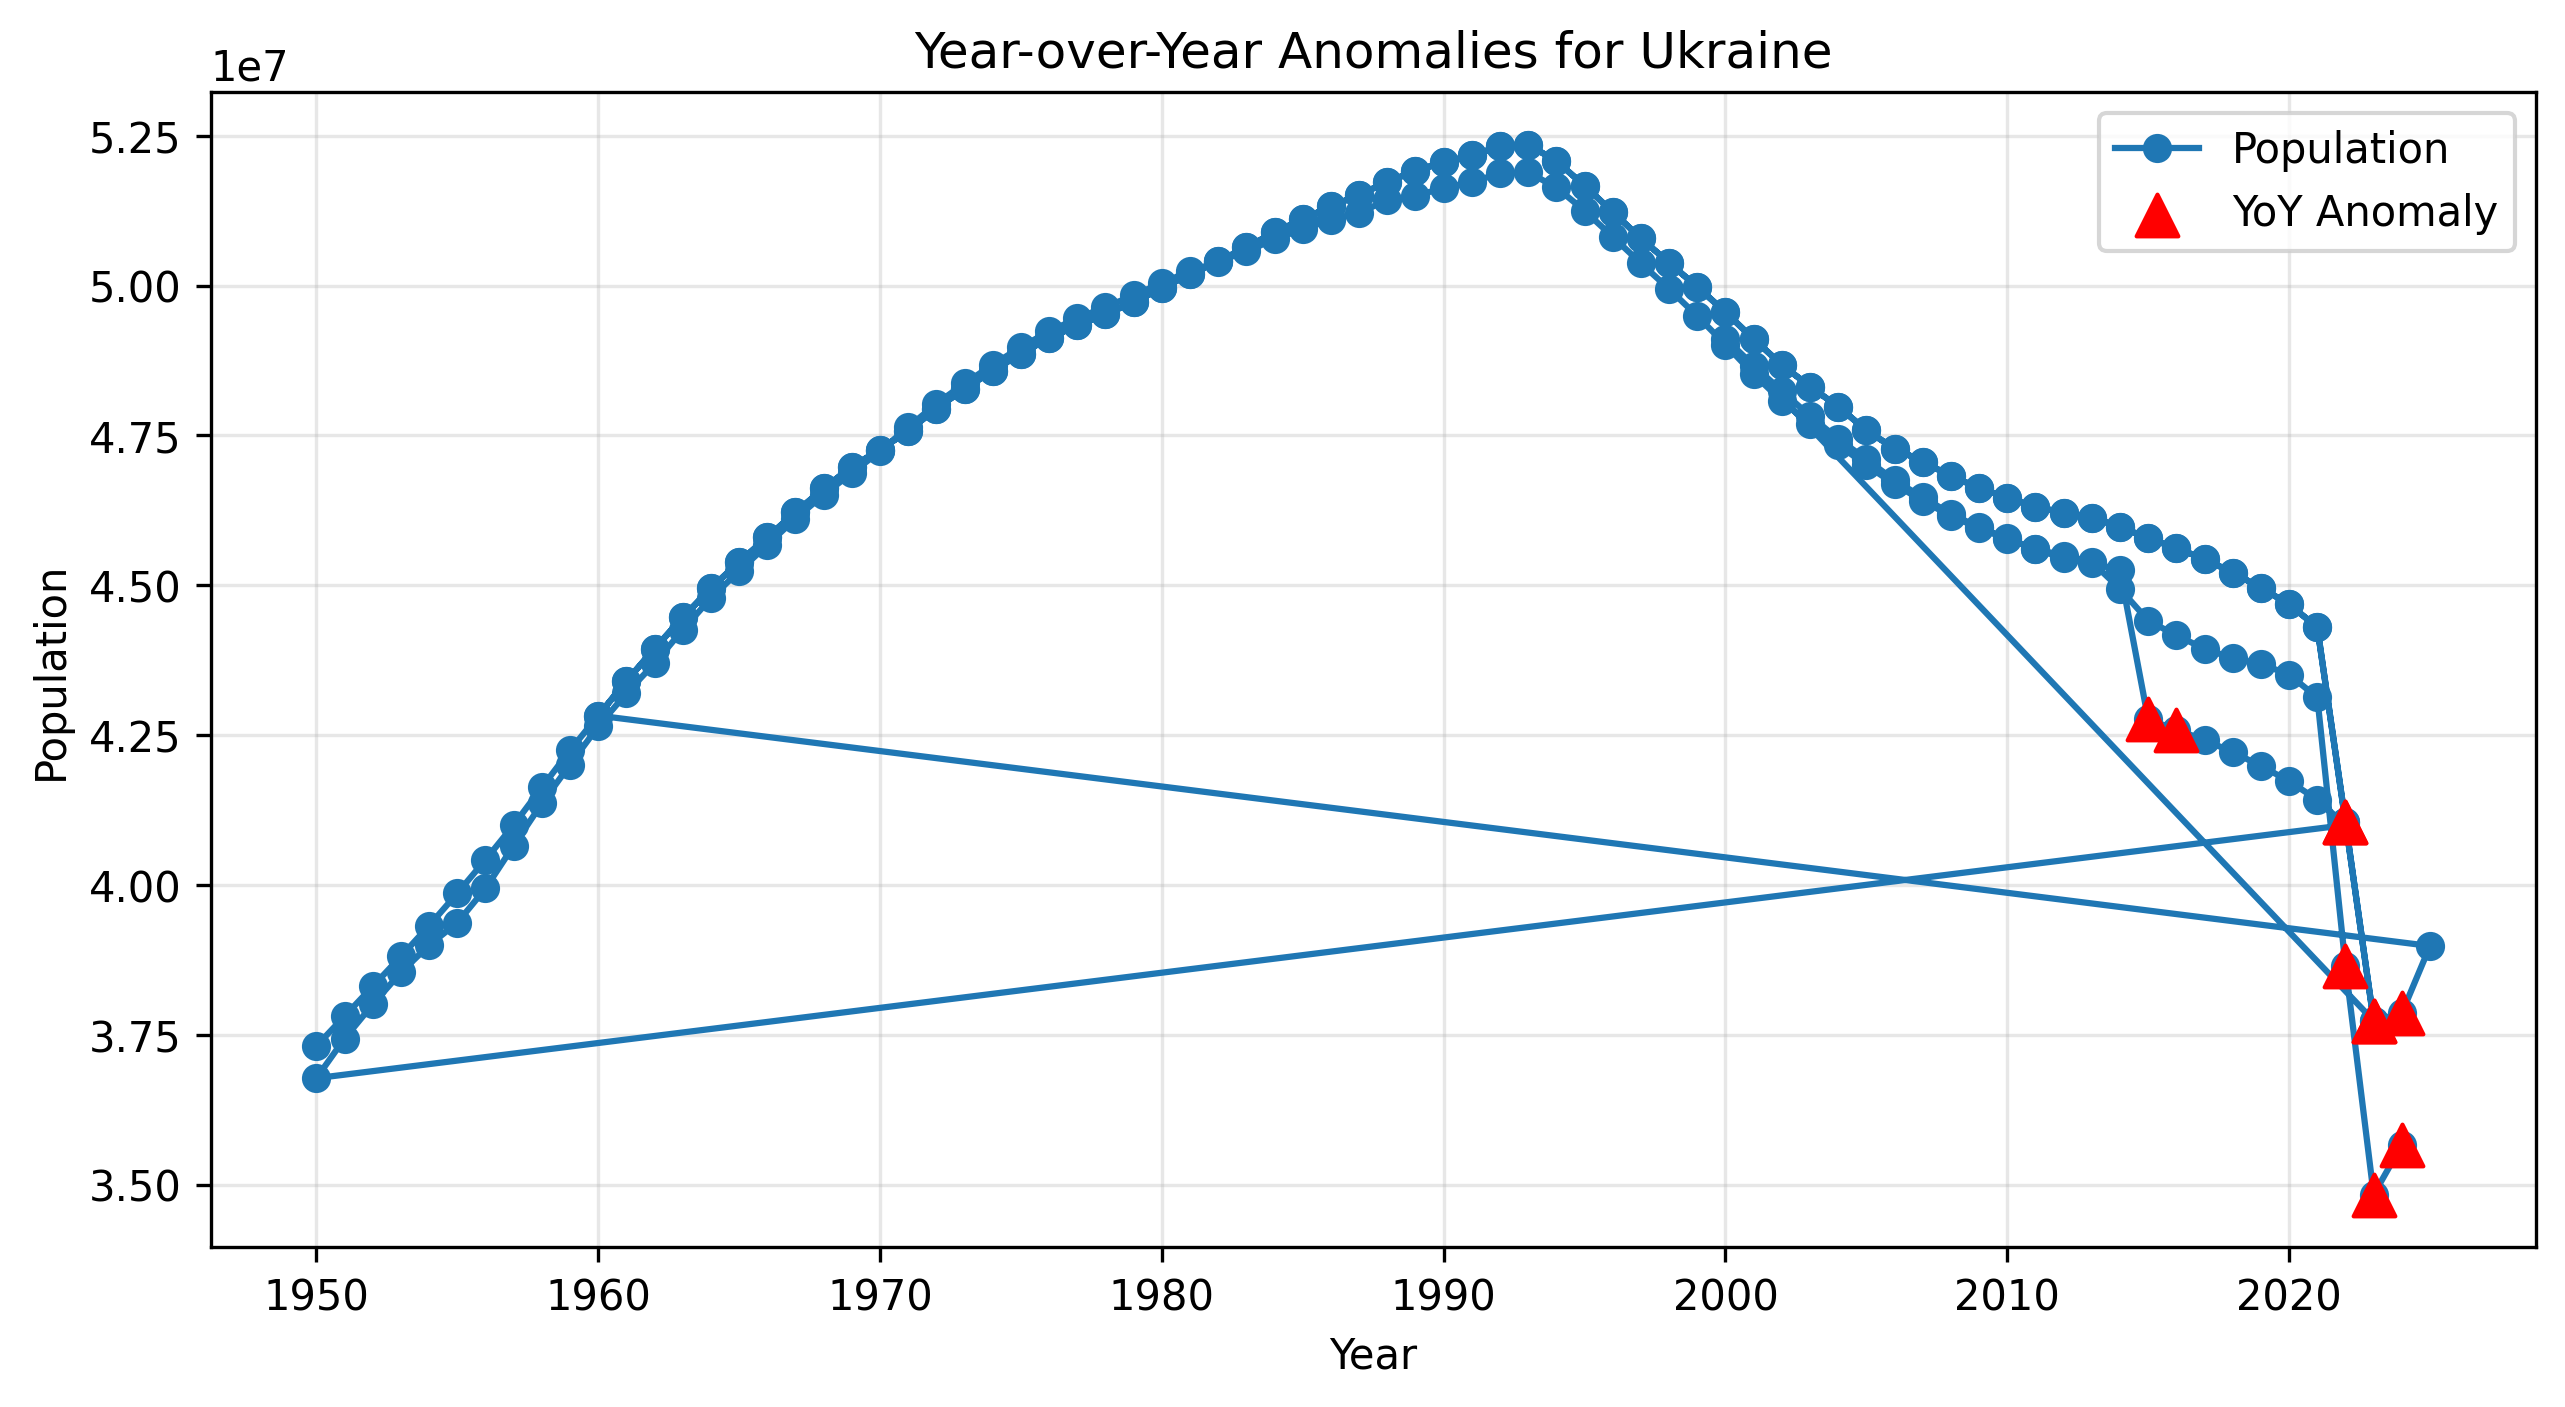 Year-over-Year Anomalies for Ukraine
1e7
Population
YoY Anomaly
5.25
5.00
4.75
4.50
4.25
4.00
3.75
3.50
Population
1950 1960 1970 1980 1990 2000 2010 2020
Year